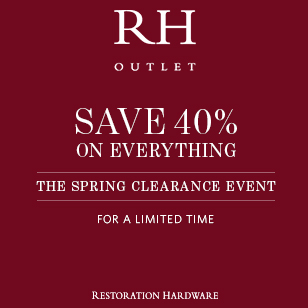 RH
OUTLET
SAVE 40%
ON EVERYTHING
THE SPRING CLEARANCE EVENT
FOR A LIMITED TIME
RESTORATION HARDWARE